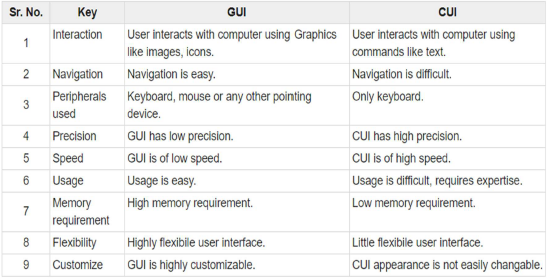 Sr. No. Key GUI CUI
1 Interaction User interacts with computer using Graphics like images, icons. User interacts with computer using commands like text.
2 Navigation Navigation is easy. Navigation is difficult.
3 Peripherals used Keyboard, mouse or any other pointing device. Only keyboard.
4 Precision GUI has low precision. CUI has high precision.
5 Speed GUI is of low speed. CUI is of high speed.
6 Usage Usage is easy. Usage is difficult, requires expertise.
7 Memory requirement High memory requirement. Low memory requirement.
8 Flexibility Highly flexibile user interface. Little flexibile user interface.
9 Customize GUI is highly customizable. CUI appearance is not easily changable.